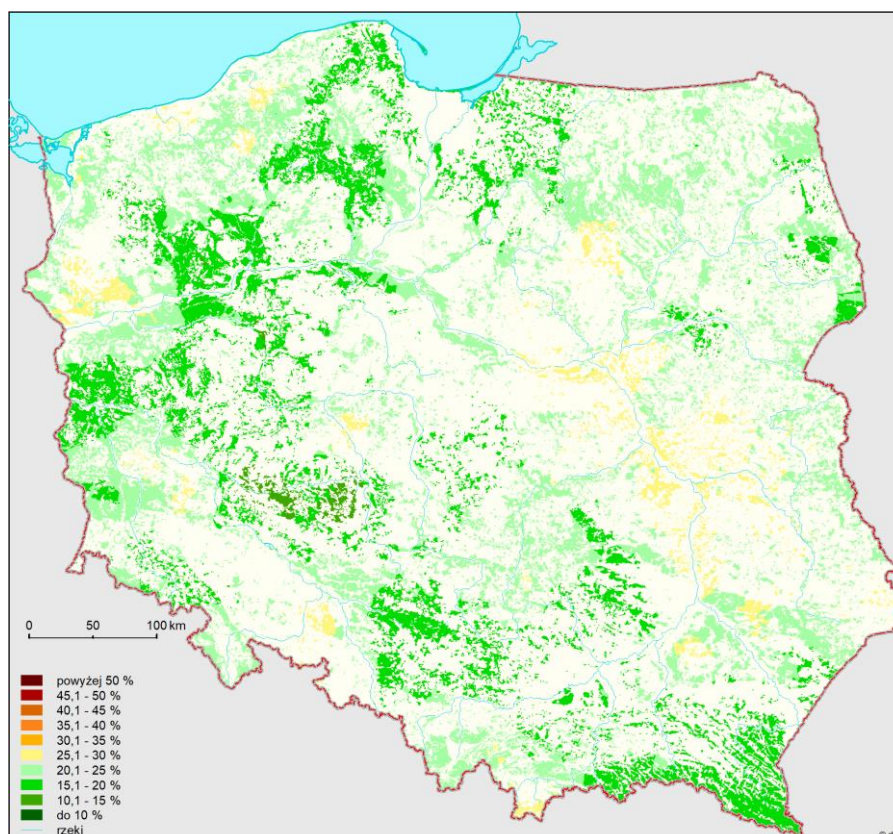 0 50 100 km
powyżej 50 %
45,1 - 50 %
40,1 - 45 %
35,1 - 40 %
30,1 - 35 %
25,1 - 30 %
20,1 - 25 %
15,1 - 20 %
10,1 - 15 %
do 10 %
rzeki